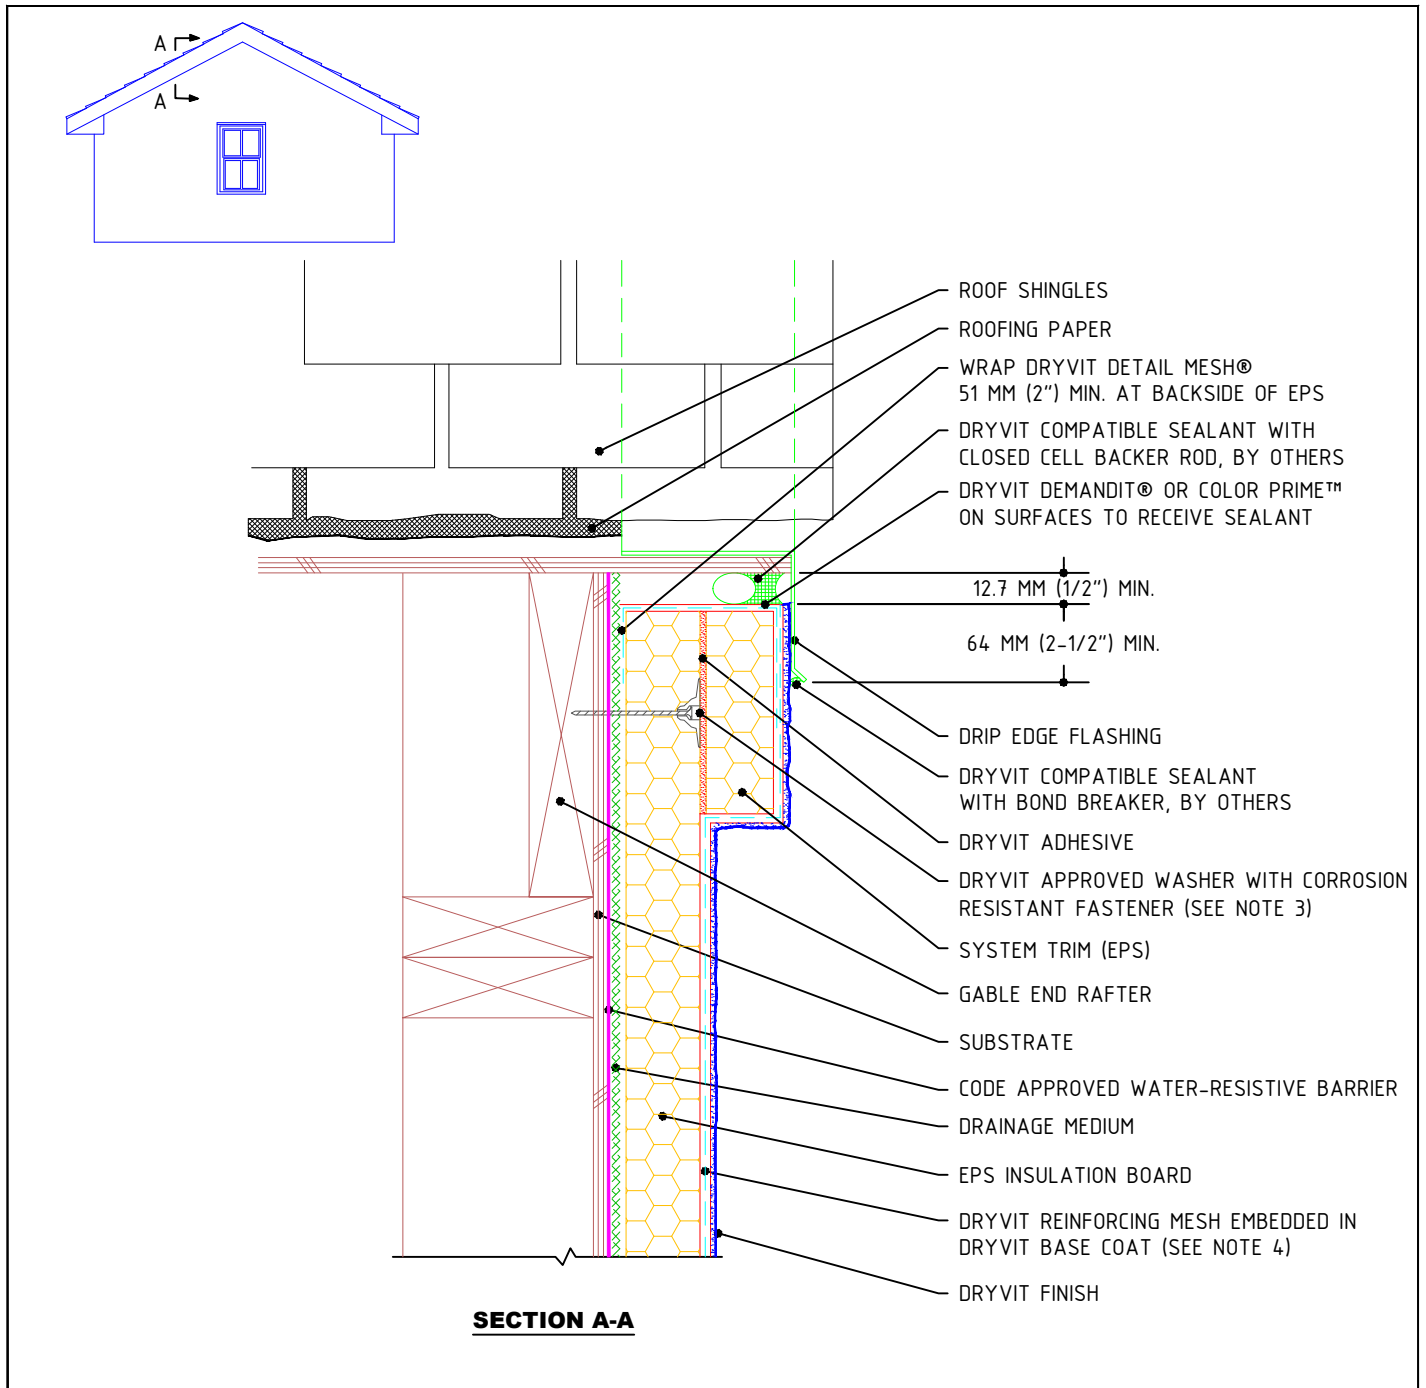 A
A
ROOF SHINGLES
ROOFING PAPER
WRAP DRYVIT DETAIL MESH®
51 MM (2") MIN. AT BACKSIDE OF EPS
DRYVIT COMPATIBLE SEALANT WITH
CLOSED CELL BACKER ROD, BY OTHERS
DRYVIT DEMANDIT® OR COLOR PRIME™
ON SURFACES TO RECEIVE SEALANT
12.7 MM (1/2") MIN.
64 MM (2-1/2") MIN.
DRIP EDGE FLASHING
DRYVIT COMPATIBLE SEALANT
WITH BOND BREAKER, BY OTHERS
DRYVIT ADHESIVE
DRYVIT APPROVED WASHER WITH CORROSION
RESISTANT FASTENER (SEE NOTE 3)
SYSTEM TRIM (EPS)
GABLE END RAFTER
SUBSTRATE
CODE APPROVED WATER-RESISTIVE BARRIER
DRAINAGE MEDIUM
EPS INSULATION BOARD
DRYVIT REINFORCING MESH EMBEDDED IN
DRYVIT BASE COAT (SEE NOTE 4)
DRYVIT FINISH
SECTION A-A